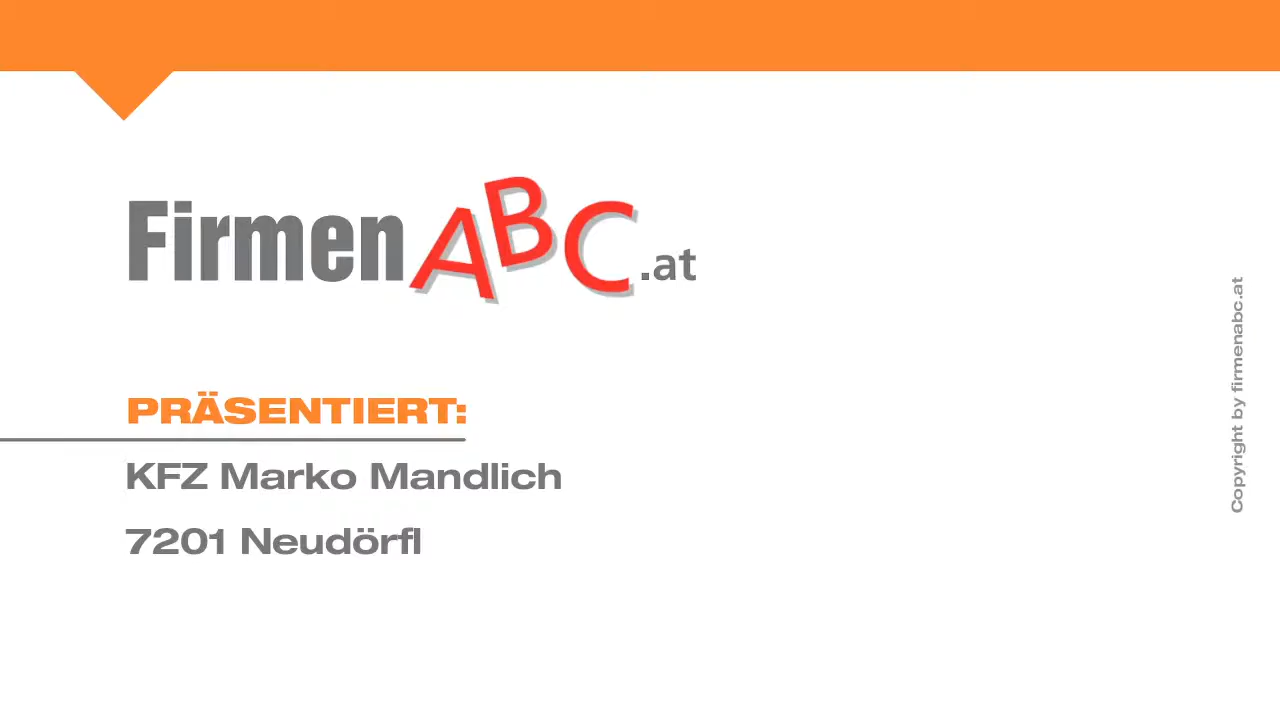 FirmenABC.at
PRÄSENTIERT:
KFZ Marko Mandlich
7201 Neudörfl
Copyright by firmenabc.at